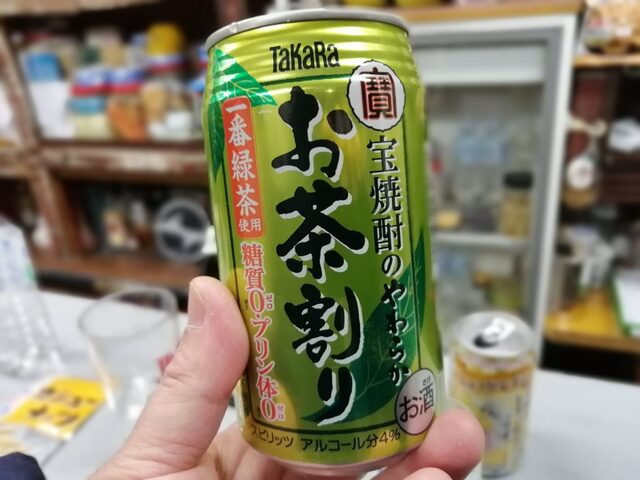 TaKaRa
寶
宝焼酎のやわらか
お茶割り
一番緑茶
使用
糖質0・プリン体0
ゼロ
ゼロ
お酒
スピリッツ アルコール分4%